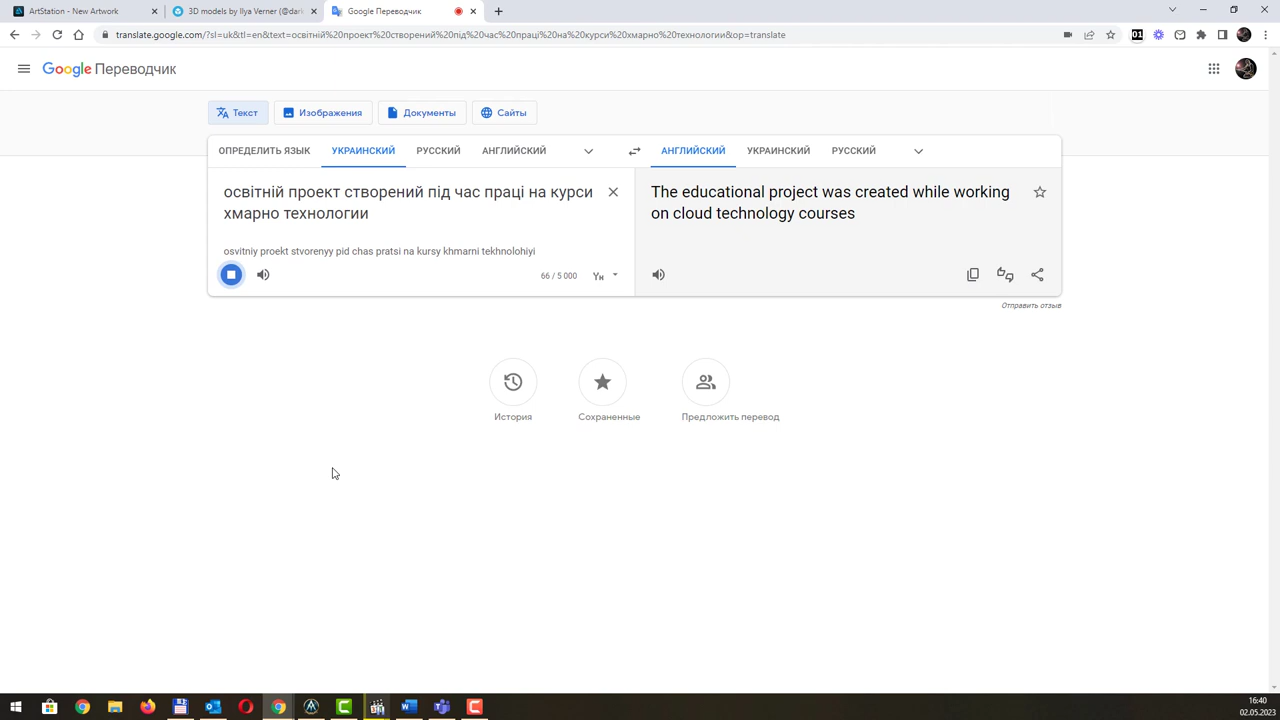 ArtStation - New Artwork
3D models by Ilya Verner (@dark
Google Переводчик
translate.google.com/?sl=uk&tl=en&text=освітній%20проект%20створений%20під%20час%20праці%20на%20курси%20хмарно%20технологии&op=translate
01
Google Переводчик
Текст
Изображения
Документы
Сайты
ОПРЕДЕЛИТЬ ЯЗЫК
УКРАИНСКИЙ
РУССКИЙ
АНГЛИЙСКИЙ
АНГЛИЙСКИЙ
УКРАИНСКИЙ
РУССКИЙ
освітній проект створений під час праці на курси
хмарно технологии
The educational project was created while working
on cloud technology courses
osvitniy proekt stvorenyy pid chas pratsi na kursy khmarni tekhnolohiyi
66 / 5 000
Отправить отзыв
История
Сохраненные
Предложить перевод
16:40
02.05.2023